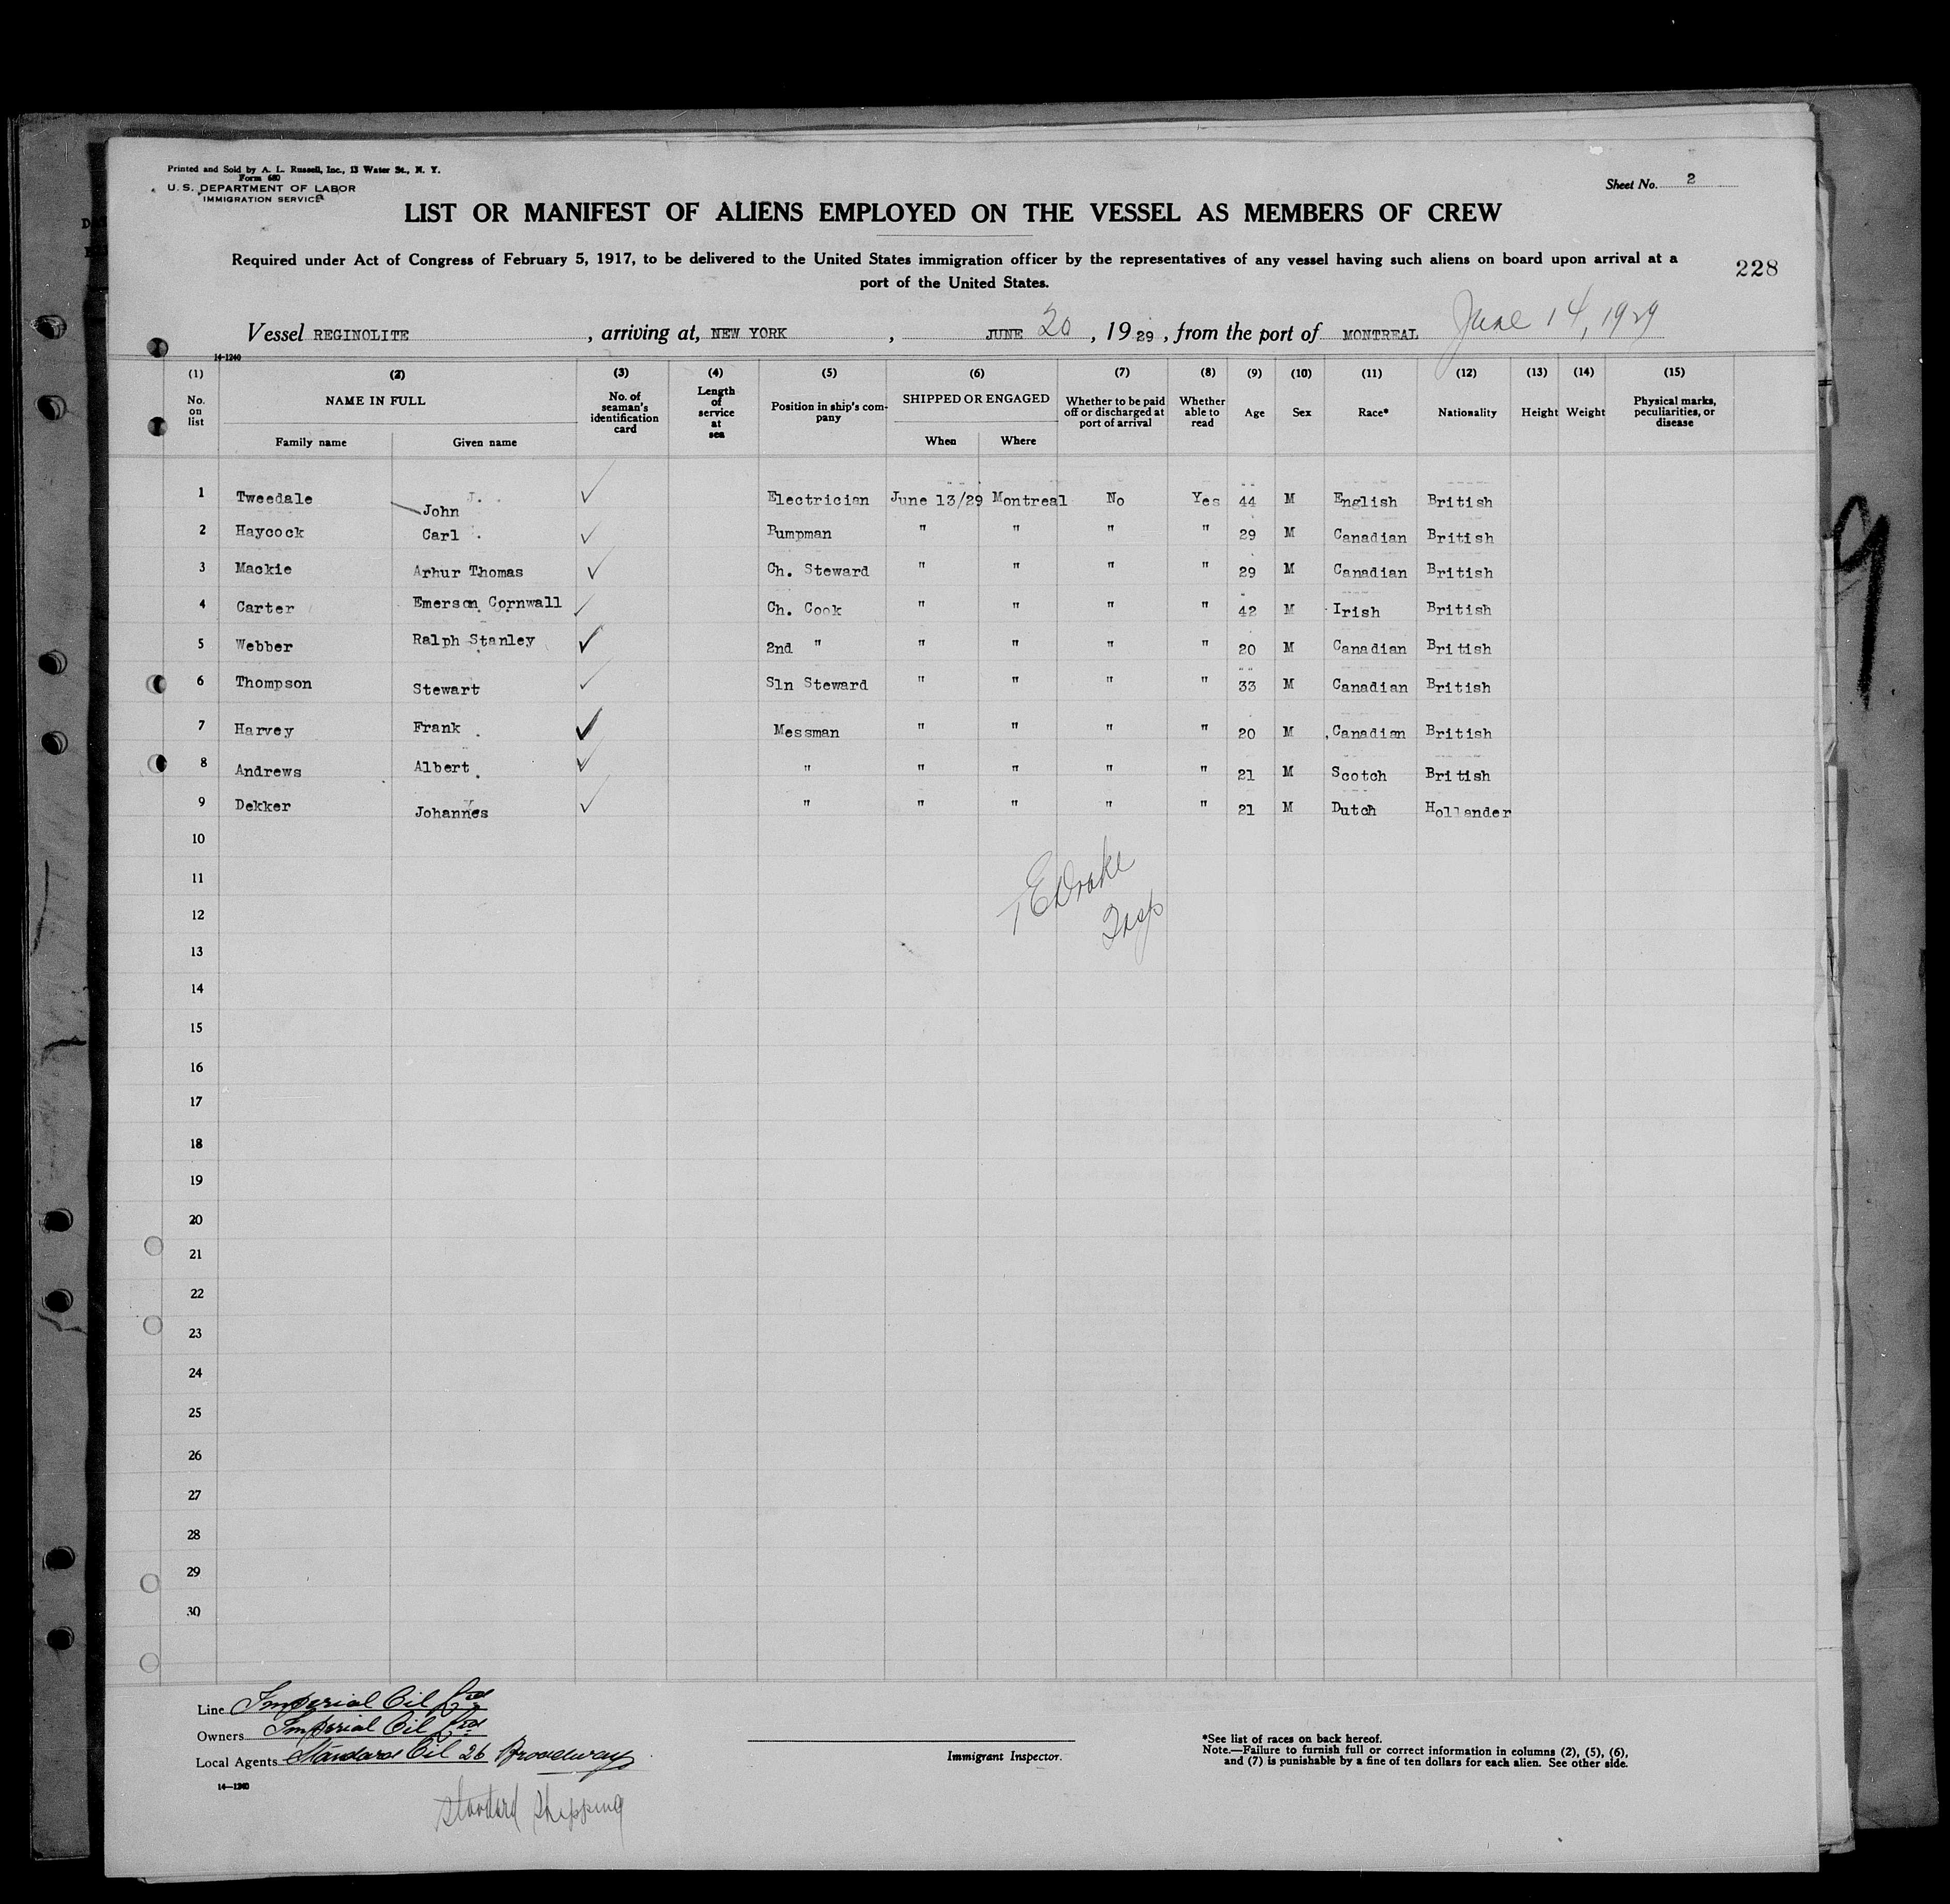 Printed and Sold by A. L. Russell, Inc., 13 Water St., N. Y.
Form 680
U. S. DEPARTMENT OF LABOR
IMMIGRATION SERVICE
Sheet No. 2
LIST OR MANIFEST OF ALIENS EMPLOYED ON THE VESSEL AS MEMBERS OF CREW
Required under Act of Congress of February 5, 1917, to be delivered to the United States immigration officer by the representatives of any vessel having such aliens on board upon arrival at a
port of the United States.
228
Vessel REGINOLITE, arriving at, NEW YORK, JUNE 20, 1929, from the port of MONTREAL June 14, 1929
14-1240
(1) (2) (3) (4) (5) (6) (7) (8) (9) (10) (11) (12) (13) (14) (15)
No. on list NAME IN FULL Family name Given name No. of seaman's identification card Length of service at sea Position in ship's company SHIPPED OR ENGAGED When Where Whether to be paid off or discharged at port of arrival Whether able to read Age Sex Race* Nationality Height Weight Physical marks, peculiarities, or disease
1 Tweedale John J. ✓ Electrician June 13/29 Montreal No Yes 44 M English British
2 Haycock Carl ✓ Pumpman " " " " 29 M Canadian British
3 Mackie Arhur Thomas ✓ Ch. Steward " " " " 29 M Canadian British
4 Carter Emerson Cornwall ✓ Ch. Cook " " " " 42 M Irish British
5 Webber Ralph Stanley ✓ 2nd " " " " " 20 M Canadian British
6 Thompson Stewart ✓ Sln Steward " " " " 33 M Canadian British
7 Harvey Frank ✓ Messman " " " " 20 M Canadian British
8 Andrews Albert ✓ " " " " " 21 M Scotch British
9 Dekker Johannes ✓ " " " " " 21 M Dutch Hollander
10
11
12
13
14
15
16
17
18
19
20
21
22
23
24
25
26
27
28
29
30
Drake
Insp
9
Line Imperial Oil Ltd
Owners Imperial Oil Ltd
Local Agents Standard Oil 26 Broadway
14-1240
Standard Shipping
Immigrant Inspector.
*See list of races on back hereof.
Note.—Failure to furnish full or correct information in columns (2), (5), (6),
and (7) is punishable by a fine of ten dollars for each alien. See other side.